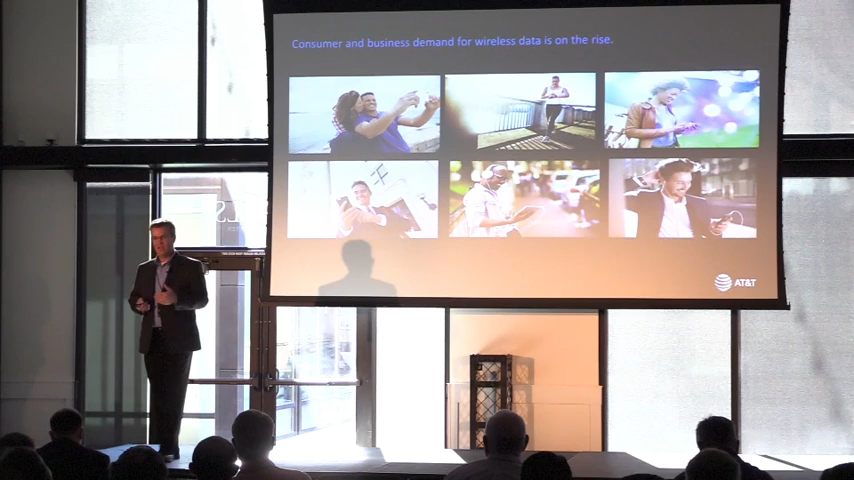 Consumer and business demand for wireless data is on the rise.
AT&T